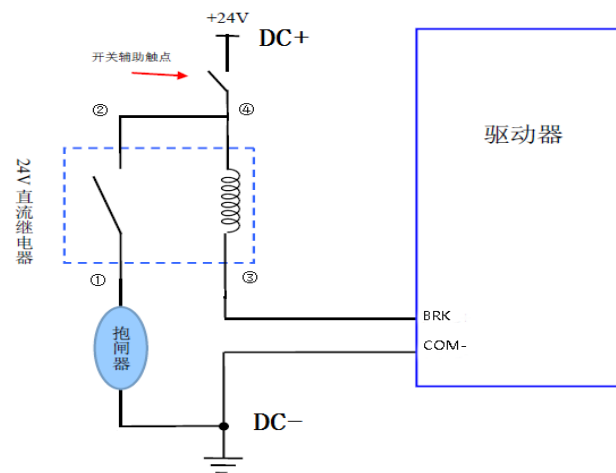 +24V
DC+
开关辅助触点
②
④
驱动器
24V 直流继电器
①
③
BRK
COM-
抱闸器
DC−